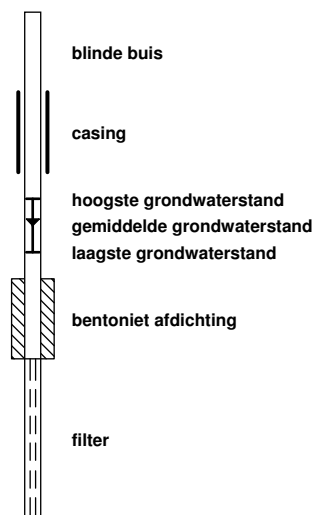 blinde buis
casing
hoogste grondwaterstand
gemiddelde grondwaterstand
laagste grondwaterstand
bentoniet afdichting
filter